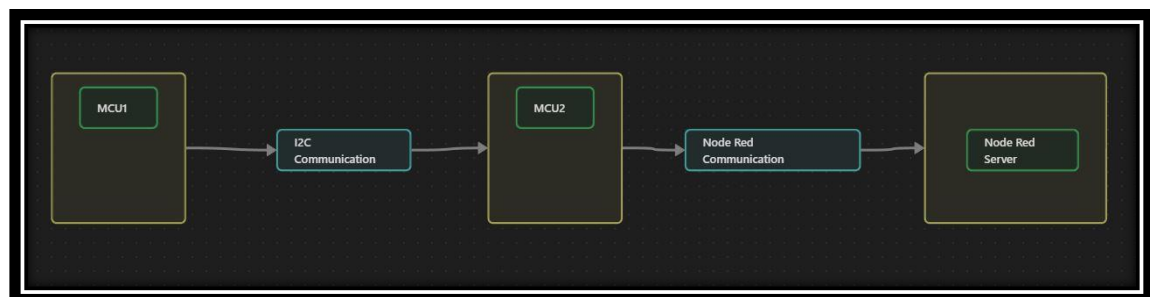 MCU1
I2C
Communication
MCU2
Node Red
Communication
Node Red
Server